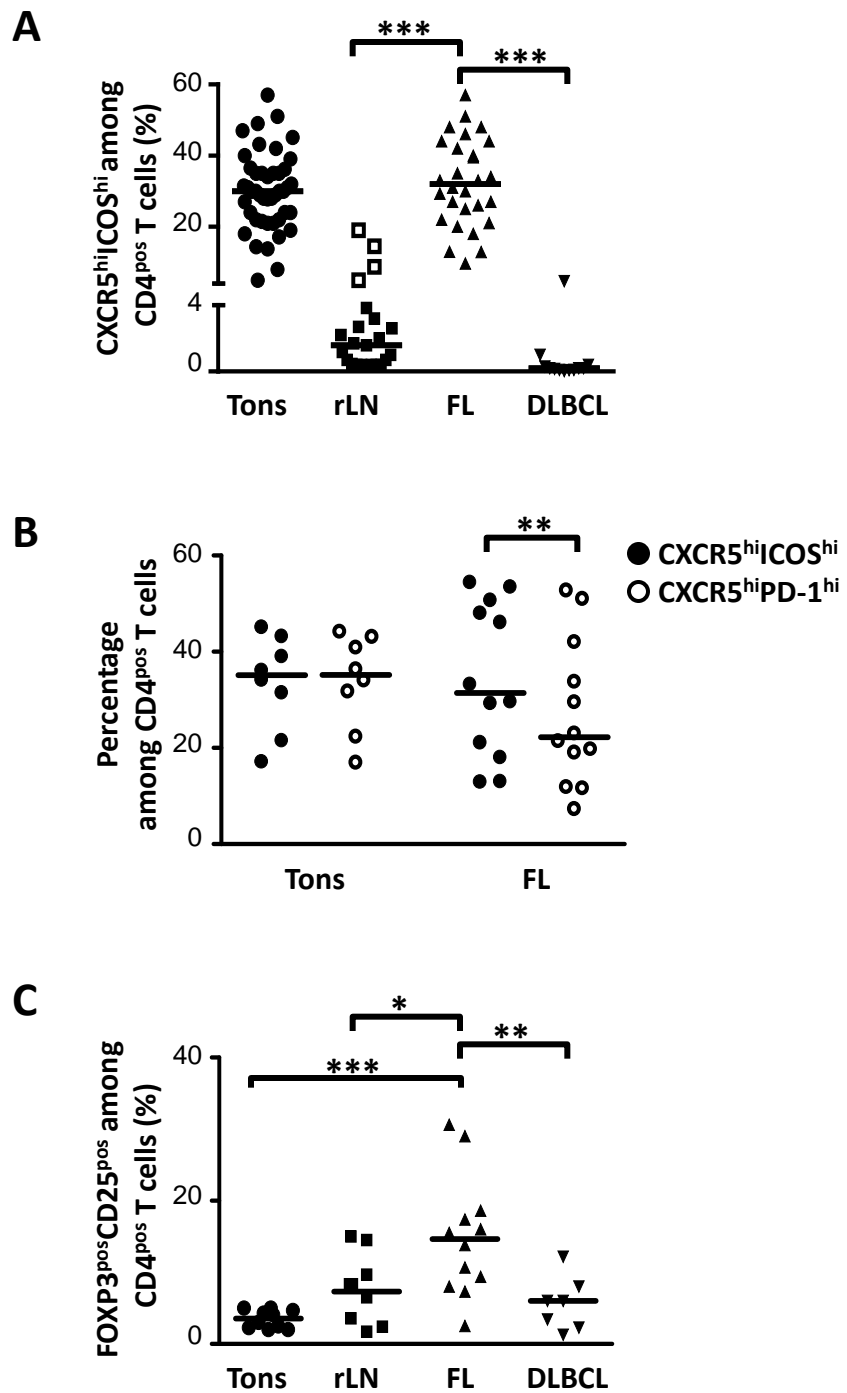 A
***
***
CXCR5ʰⁱICOSʰⁱ among
CD4ᵖᵒˢ T cells (%)
60
40
20
4
0
Tons rLN FL DLBCL
B
**
CXCR5ʰⁱICOSʰⁱ
CXCR5ʰⁱPD-1ʰⁱ
Percentage
among CD4ᵖᵒˢ T cells
60
40
20
0
Tons FL
C
*
**
***
FOXP3ᵖᵒˢCD25ᵖᵒˢ among
CD4ᵖᵒˢ T cells (%)
40
20
0
Tons rLN FL DLBCL